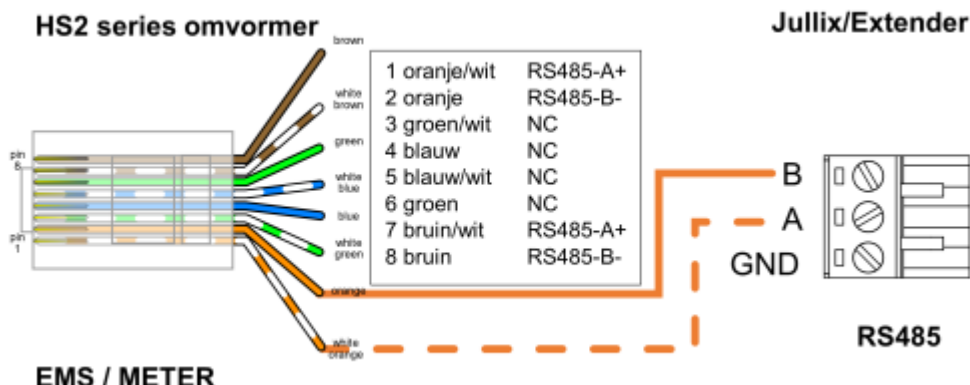 HS2 series omvormer
Jullix/Extender
brown
white
brown
green
white
blue
blue
white
green
orange
white
orange
pin
8
pin
1
1 oranje/wit RS485-A+
2 oranje RS485-B-
3 groen/wit NC
4 blauw NC
5 blauw/wit NC
6 groen NC
7 bruin/wit RS485-A+
8 bruin RS485-B-
B
A
GND
RS485
EMS / METER